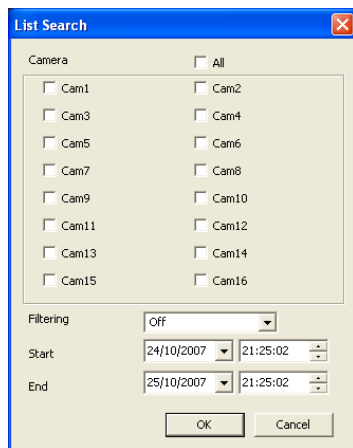 List Search
Camera All
Cam1 Cam2
Cam3 Cam4
Cam5 Cam6
Cam7 Cam8
Cam9 Cam10
Cam11 Cam12
Cam13 Cam14
Cam15 Cam16
Filtering Off
Start 24/10/2007 21:25:02
End 25/10/2007 21:25:02
OK Cancel